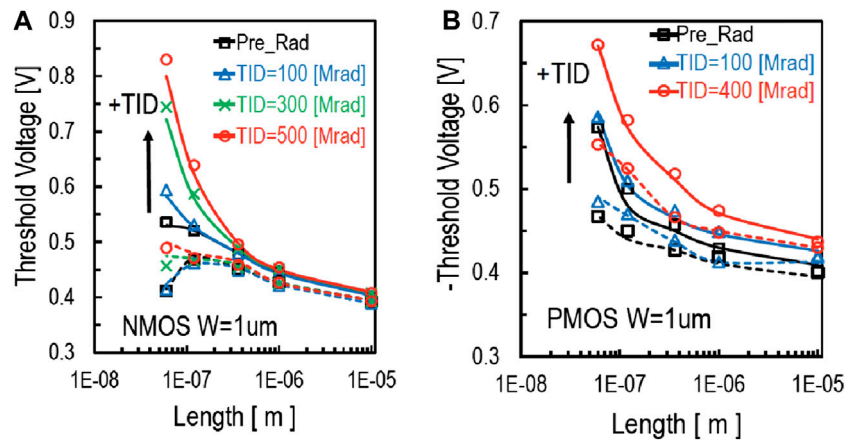 A
Threshold Voltage [V]
0.9
0.8
0.7
0.6
0.5
0.4
0.3
Pre_Rad
TID=100 [Mrad]
TID=300 [Mrad]
TID=500 [Mrad]
+TID
NMOS W=1um
1E-08 1E-07 1E-06 1E-05
Length [ m ]
B
-Threshold Voltage [V]
-0.7
0.6
0.5
0.4
0.3
Pre_Rad
TID=100 [Mrad]
TID=400 [Mrad]
+TID
PMOS W=1um
1E-08 1E-07 1E-06 1E-05
Length [ m ]